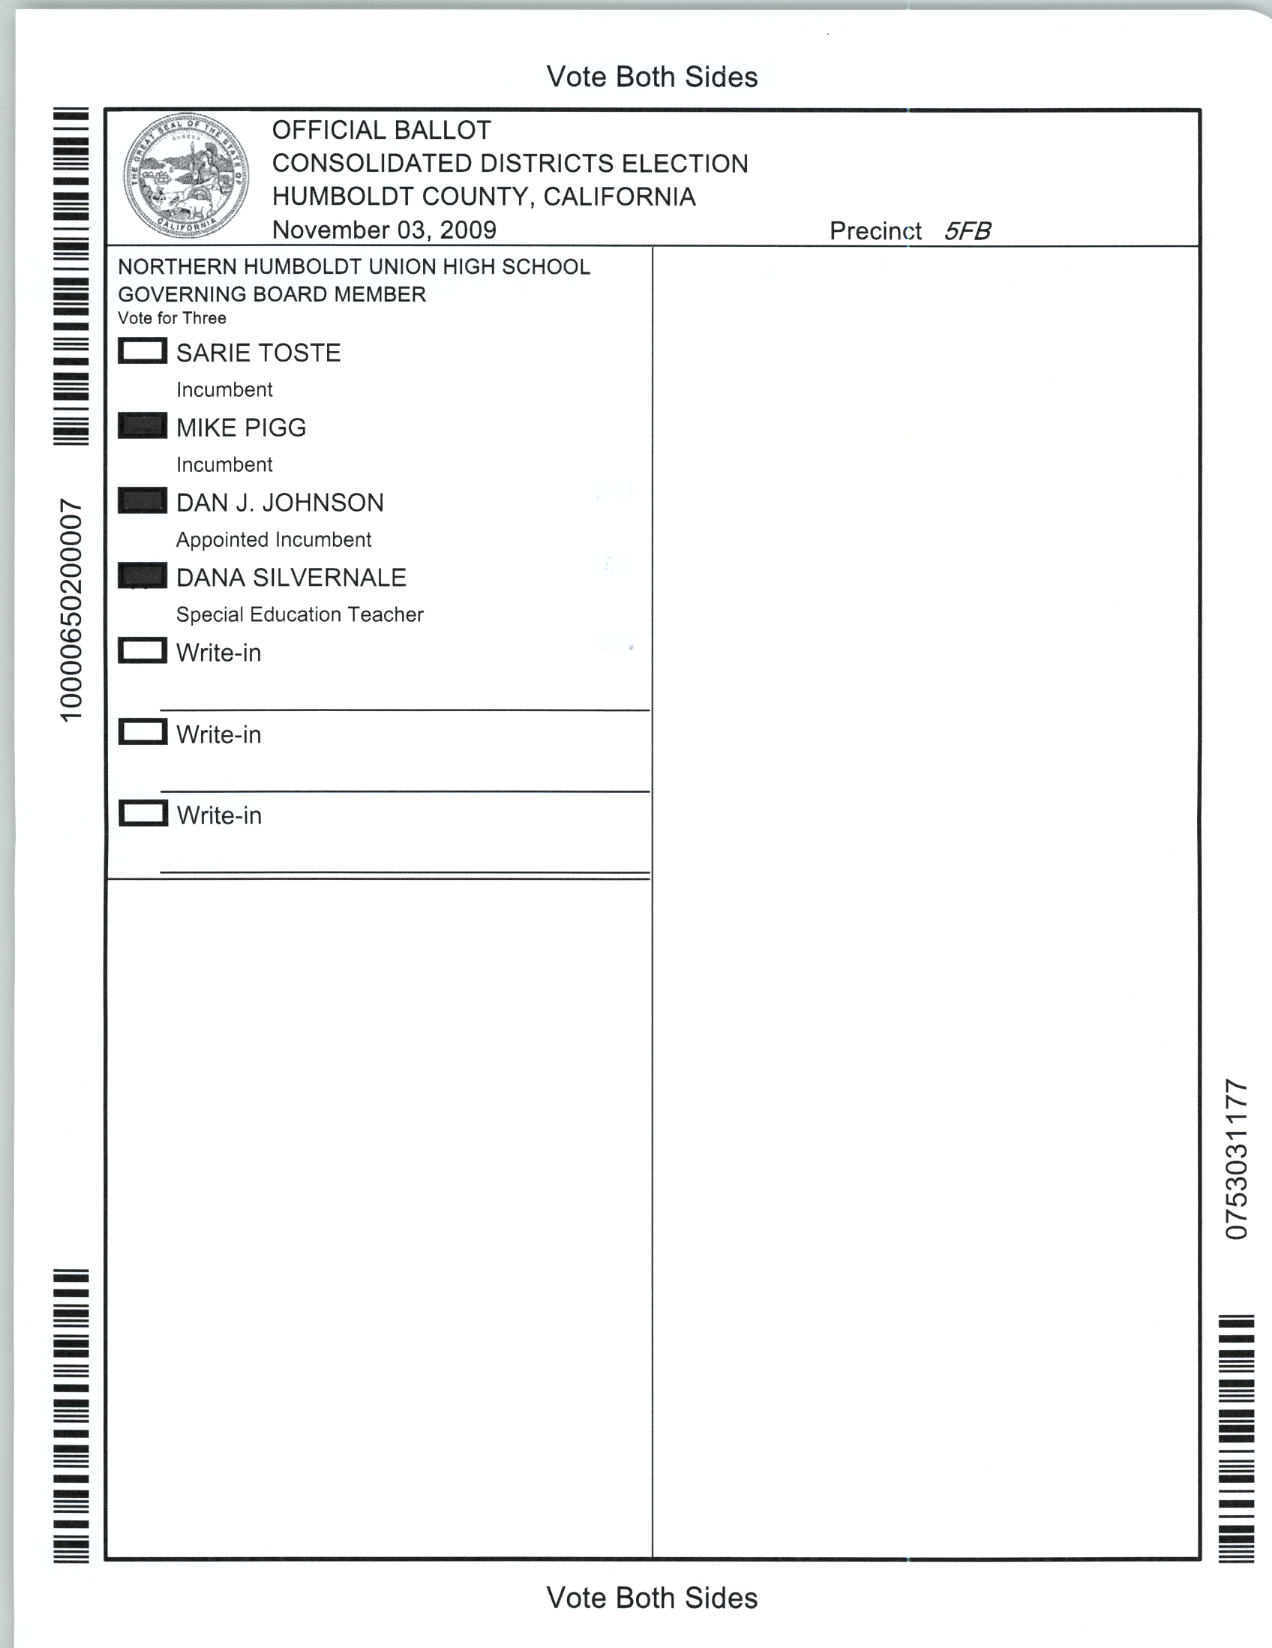 Vote Both Sides
THE GREAT SEAL OF THE STATE OF CALIFORNIA
EUREKA
OFFICIAL BALLOT
CONSOLIDATED DISTRICTS ELECTION
HUMBOLDT COUNTY, CALIFORNIA
November 03, 2009
Precinct 5FB
NORTHERN HUMBOLDT UNION HIGH SCHOOL
GOVERNING BOARD MEMBER
Vote for Three
SARIE TOSTE
Incumbent
MIKE PIGG
Incumbent
DAN J. JOHNSON
Appointed Incumbent
DANA SILVERNALE
Special Education Teacher
Write-in
Write-in
Write-in
10000650200007
0753031177
Vote Both Sides